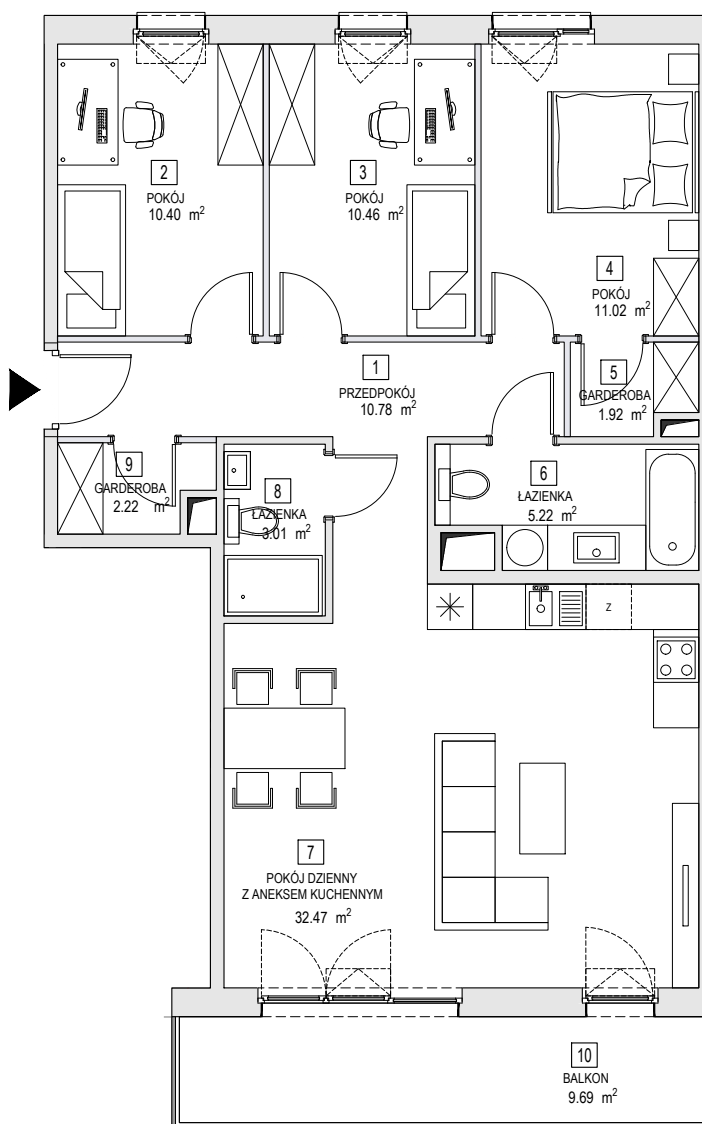 2
POKÓJ
10.40 m²
3
POKÓJ
10.46 m²
4
POKÓJ
11.02 m²
1
PRZEDPOKÓJ
10.78 m²
5
GARDEROBA
1.92 m²
9
GARDEROBA
2.22 m²
8
ŁAZIENKA
3.01 m²
6
ŁAZIENKA
5.22 m²
Z
7
POKÓJ DZIENNY
Z ANEKSEM KUCHENNYM
32.47 m²
10
BALKON
9.69 m²